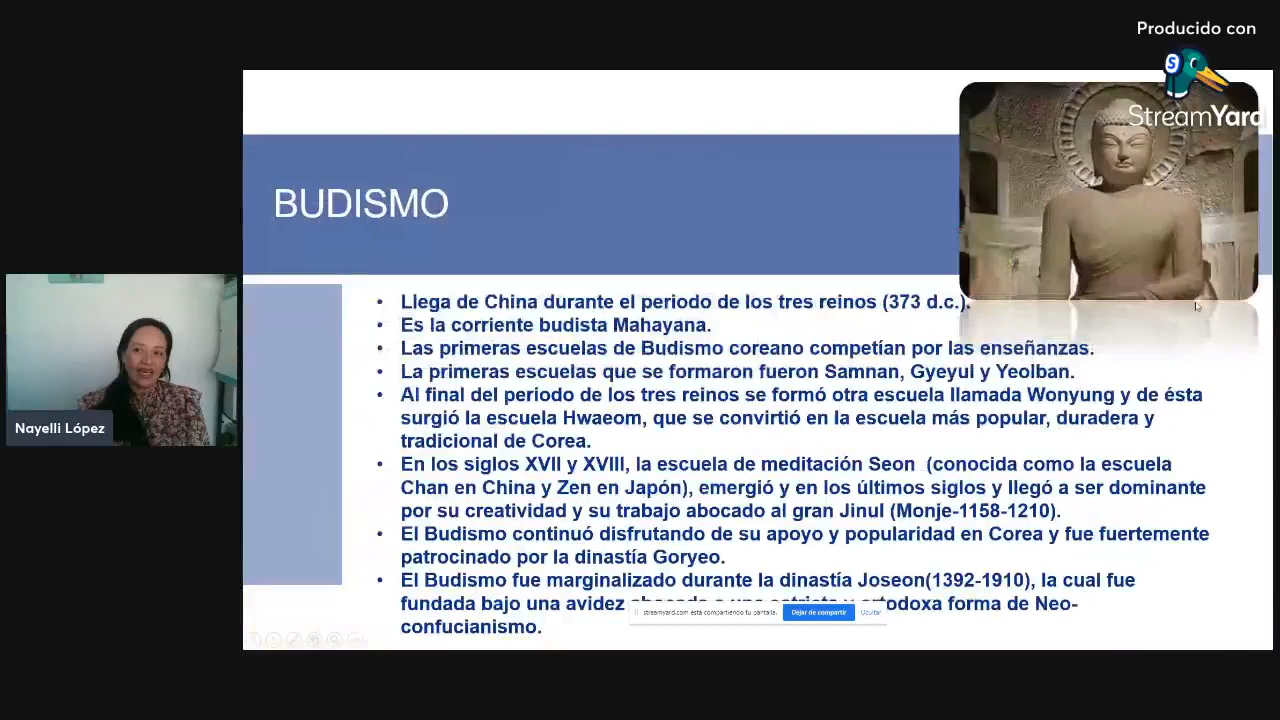 Producido con
StreamYard
BUDISMO
• Llega de China durante el periodo de los tres reinos (373 d.c.).
• Es la corriente budista Mahayana.
• Las primeras escuelas de Budismo coreano competían por las enseñanzas.
• La primeras escuelas que se formaron fueron Samnan, Gyeyul y Yeolban.
• Al final del periodo de los tres reinos se formó otra escuela llamada Wonyung y de ésta
surgió la escuela Hwaeom, que se convirtió en la escuela más popular, duradera y
tradicional de Corea.
• En los siglos XVII y XVIII, la escuela de meditación Seon (conocida como la escuela
Chan en China y Zen en Japón), emergió y en los últimos siglos y llegó a ser dominante
por su creatividad y su trabajo abocado al gran Jinul (Monje-1158-1210).
• El Budismo continuó disfrutando de su apoyo y popularidad en Corea y fue fuertemente
patrocinado por la dinastía Goryeo.
• El Budismo fue marginalizado durante la dinastía Joseon(1392-1910), la cual fue
fundada bajo una avidez forma de Neo-
confucianismo.
streamyard.com está compartiendo tu pantalla.
Dejar de compartir
Ocultar
Nayelli López